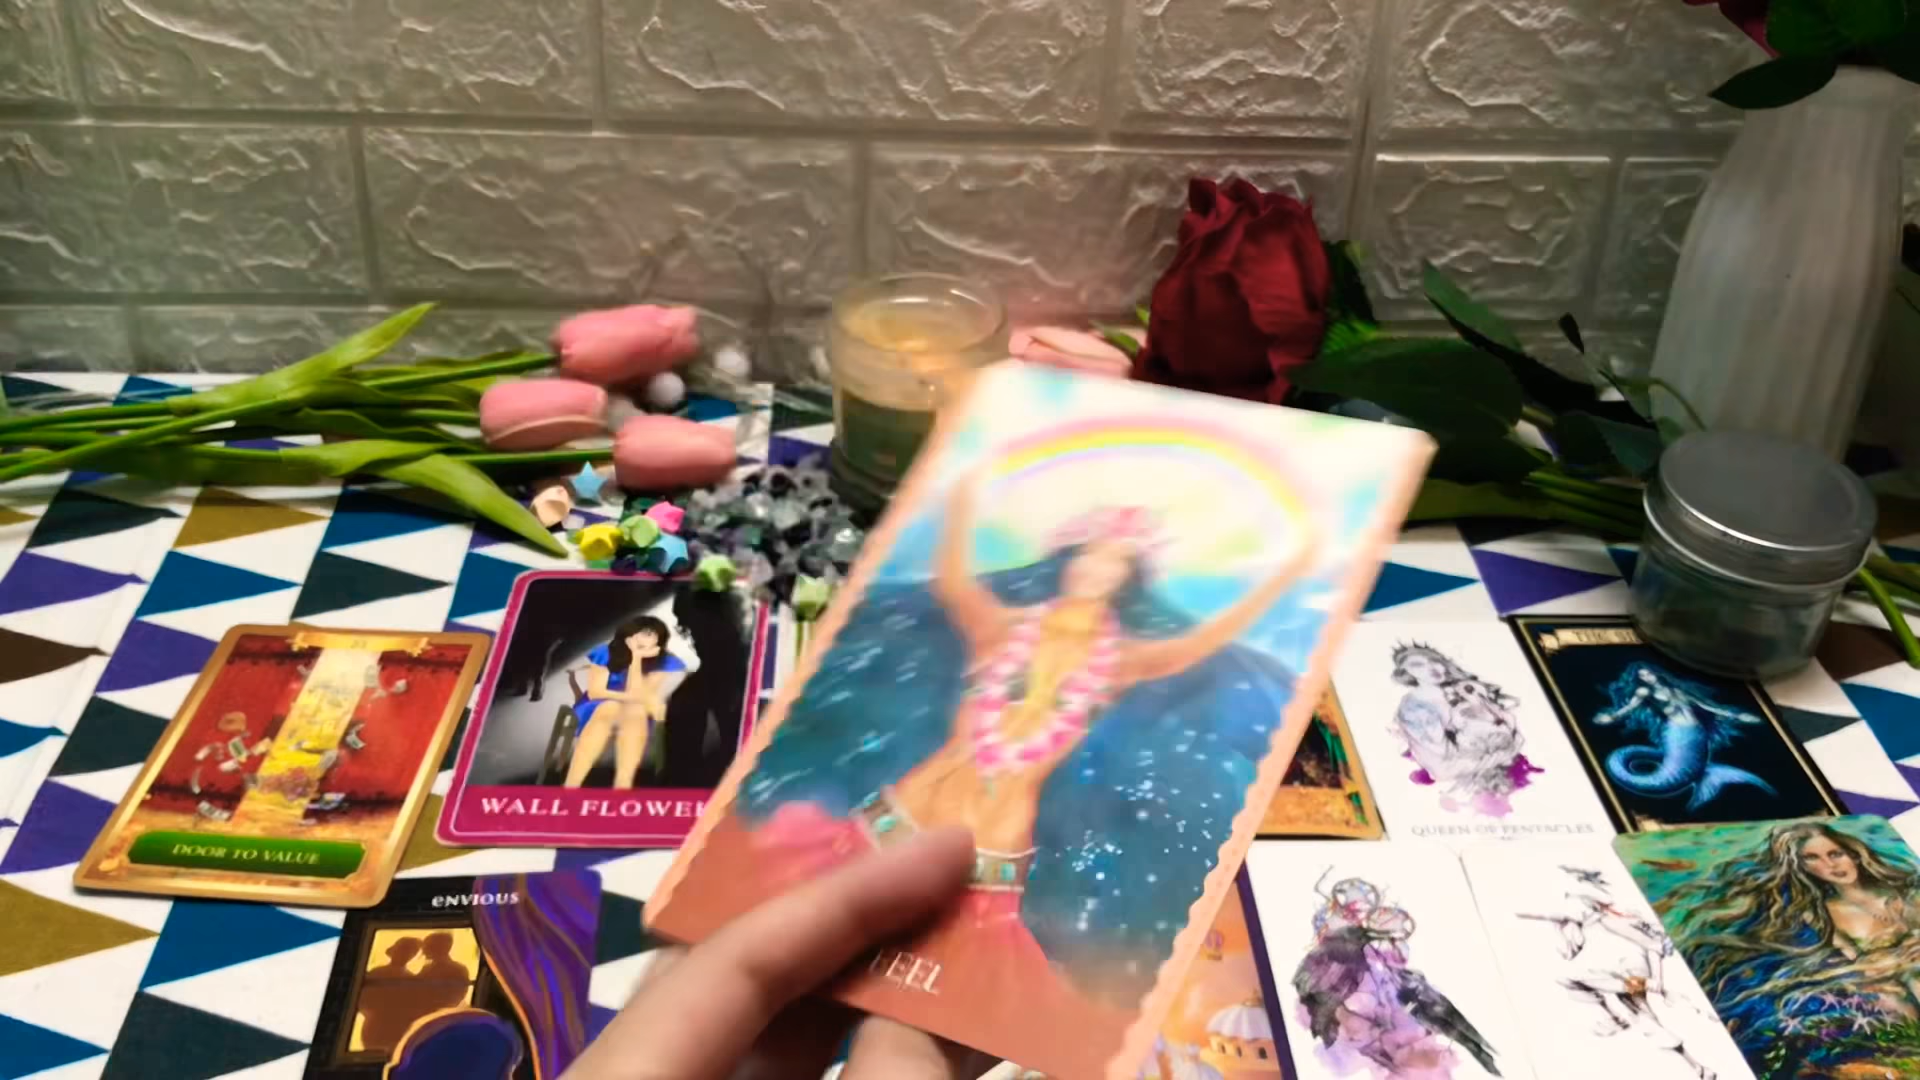 DOOR TO VALUE
WALL FLOWER
ENVIOUS
FEEL
QUEEN OF PENTACLES